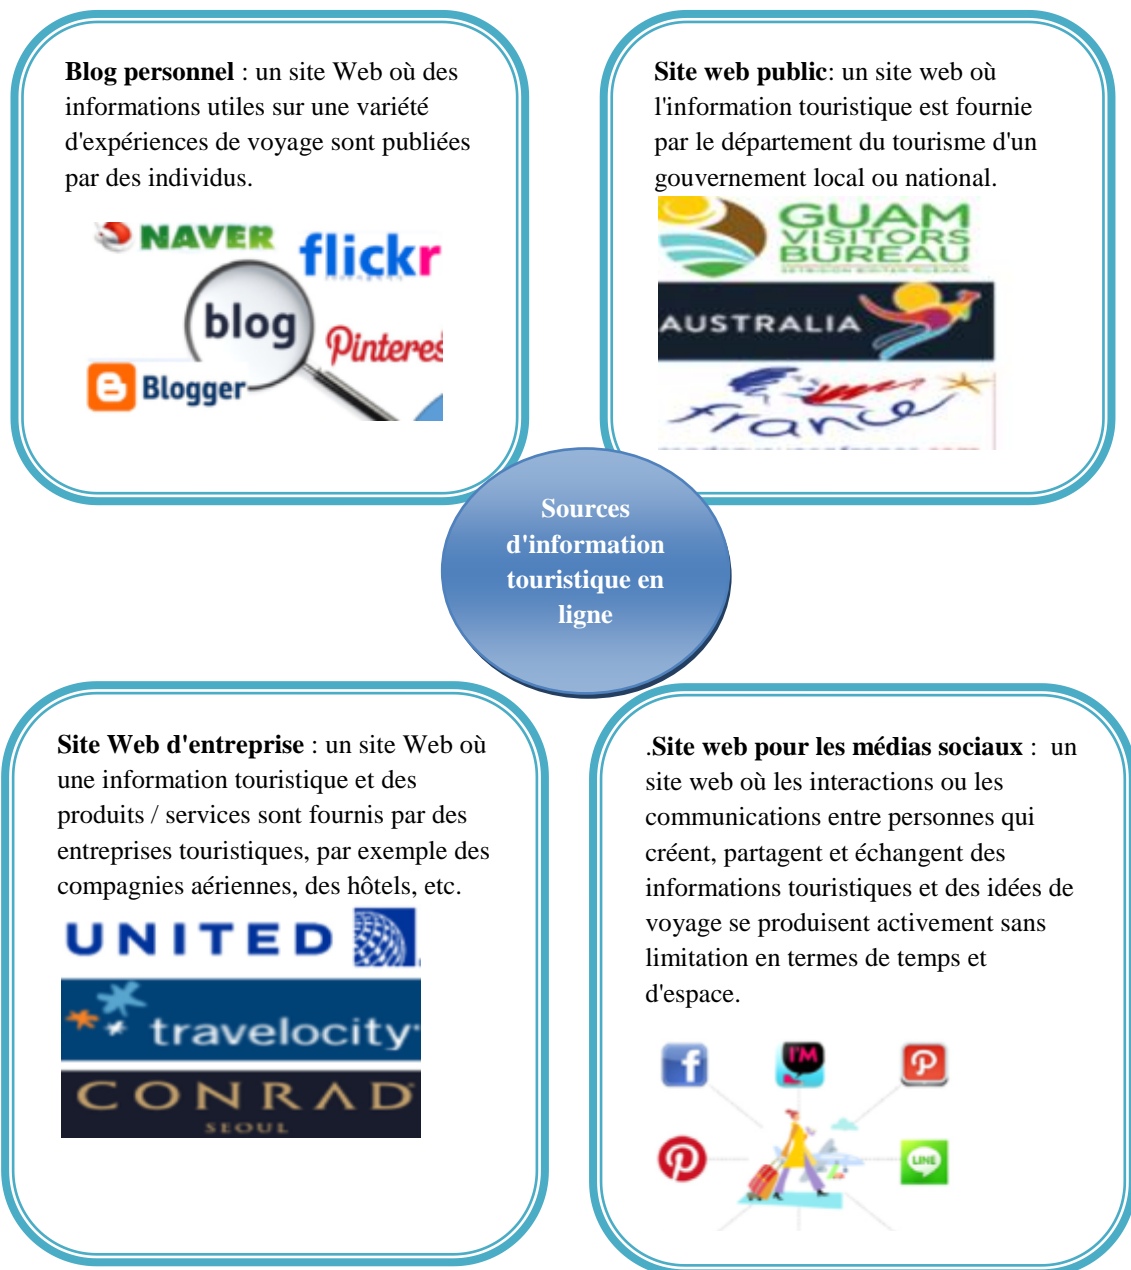 Blog personnel : un site Web où des
informations utiles sur une variété
d'expériences de voyage sont publiées
par des individus.
NAVER
flickr
blog
Pinteres
Blogger
Site web public: un site web où
l'information touristique est fournie
par le département du tourisme d'un
gouvernement local ou national.
GUAM
VISITORS
BUREAU
AUSTRALIA
france
Sources
d'information
touristique en
ligne
Site Web d'entreprise : un site Web où
une information touristique et des
produits / services sont fournis par des
entreprises touristiques, par exemple des
compagnies aériennes, des hôtels, etc.
UNITED
travelocity
CONRAD
SEOUL
.Site web pour les médias sociaux : un
site web où les interactions ou les
communications entre personnes qui
créent, partagent et échangent des
informations touristiques et des idées de
voyage se produisent activement sans
limitation en termes de temps et
d'espace.
I'M
LINE